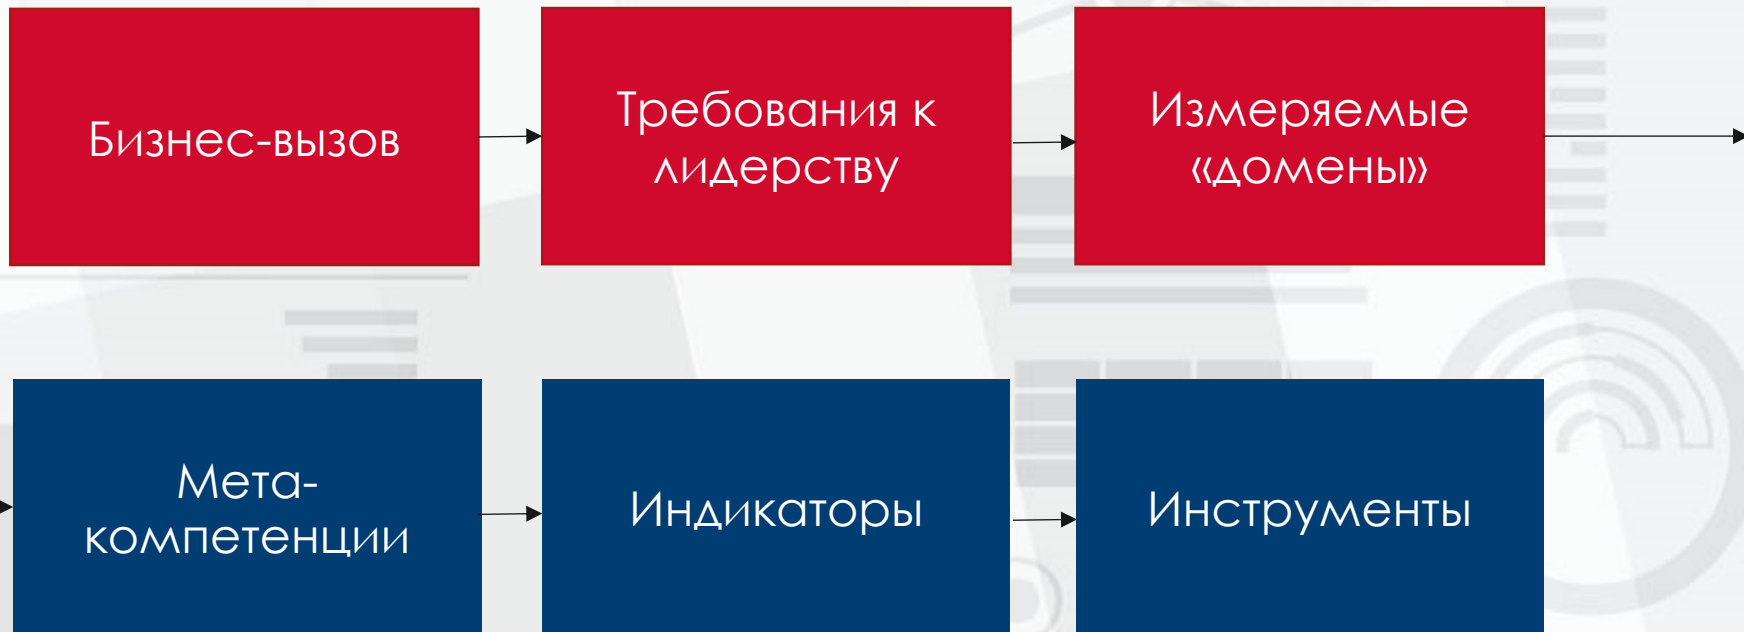 Бизнес-вызов
Требования к
лидерству
Измеряемые
«домены»
Мета-
компетенции
Индикаторы
Инструменты